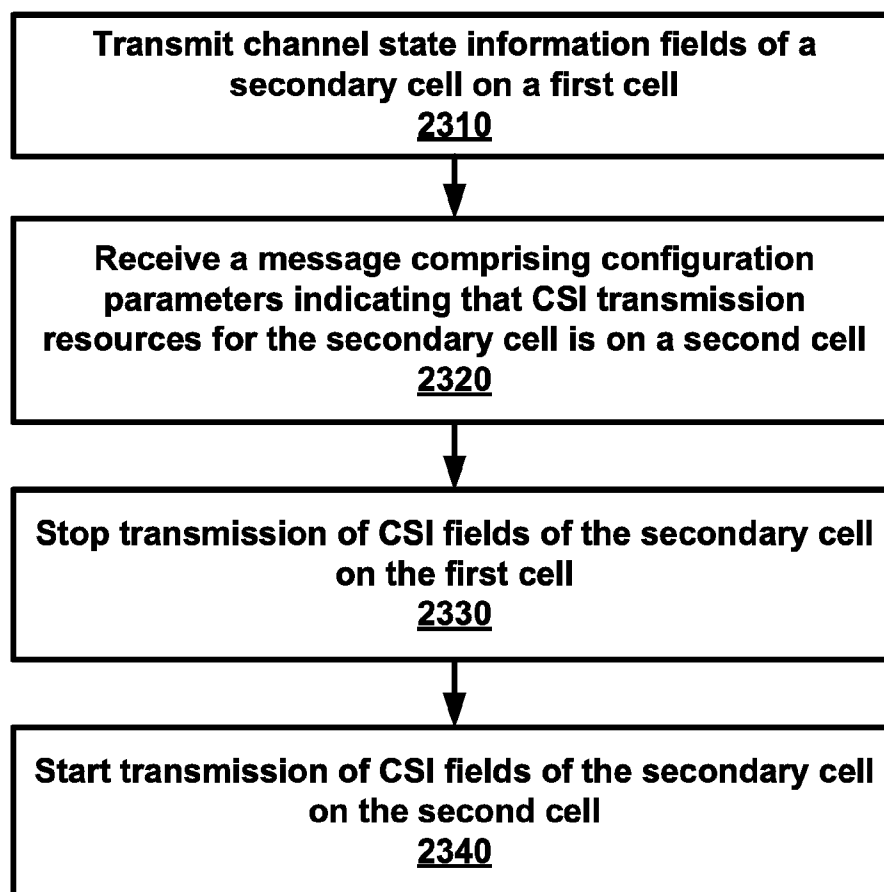 Transmit channel state information fields of a
secondary cell on a first cell
2310
Receive a message comprising configuration
parameters indicating that CSI transmission
resources for the secondary cell is on a second cell
2320
Stop transmission of CSI fields of the secondary cell
on the first cell
2330
Start transmission of CSI fields of the secondary cell
on the second cell
2340